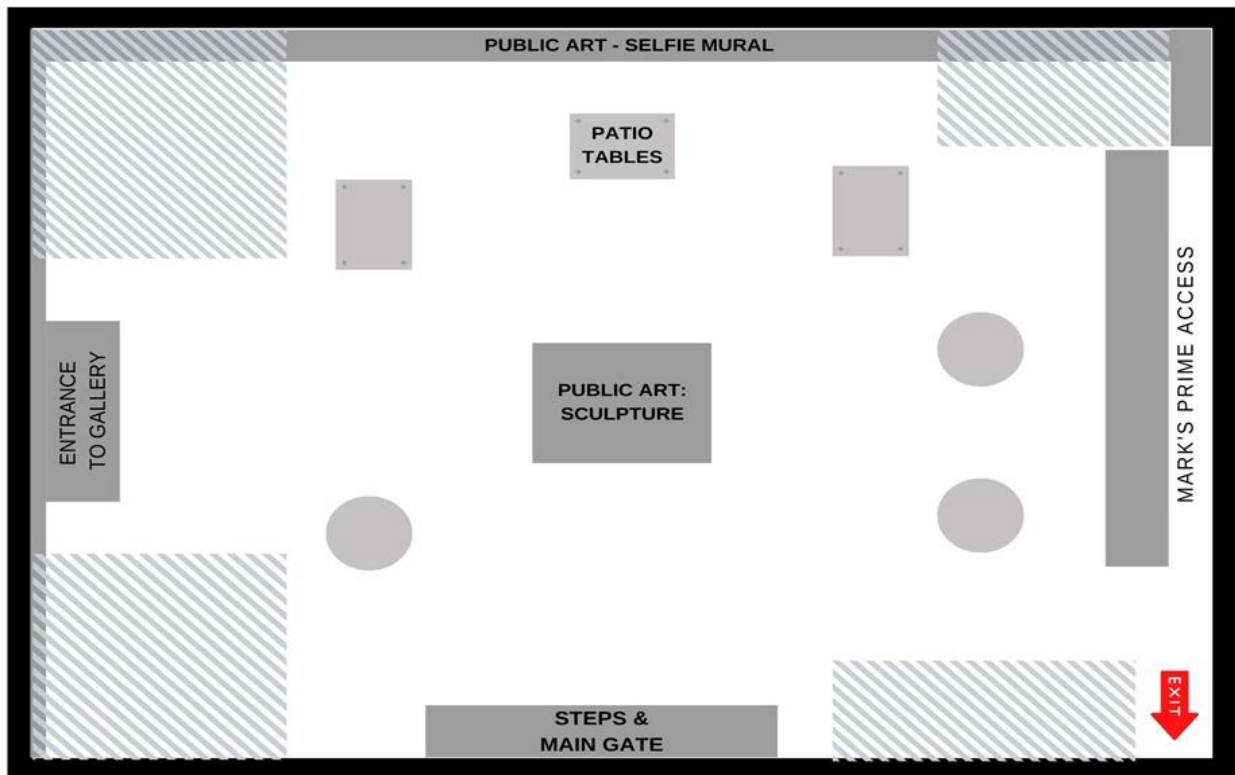 PUBLIC ART - SELFIE MURAL
PATIO
TABLES
ENTRANCE
TO GALLERY
PUBLIC ART:
SCULPTURE
MARK'S PRIME ACCESS
STEPS &
MAIN GATE
EXIT